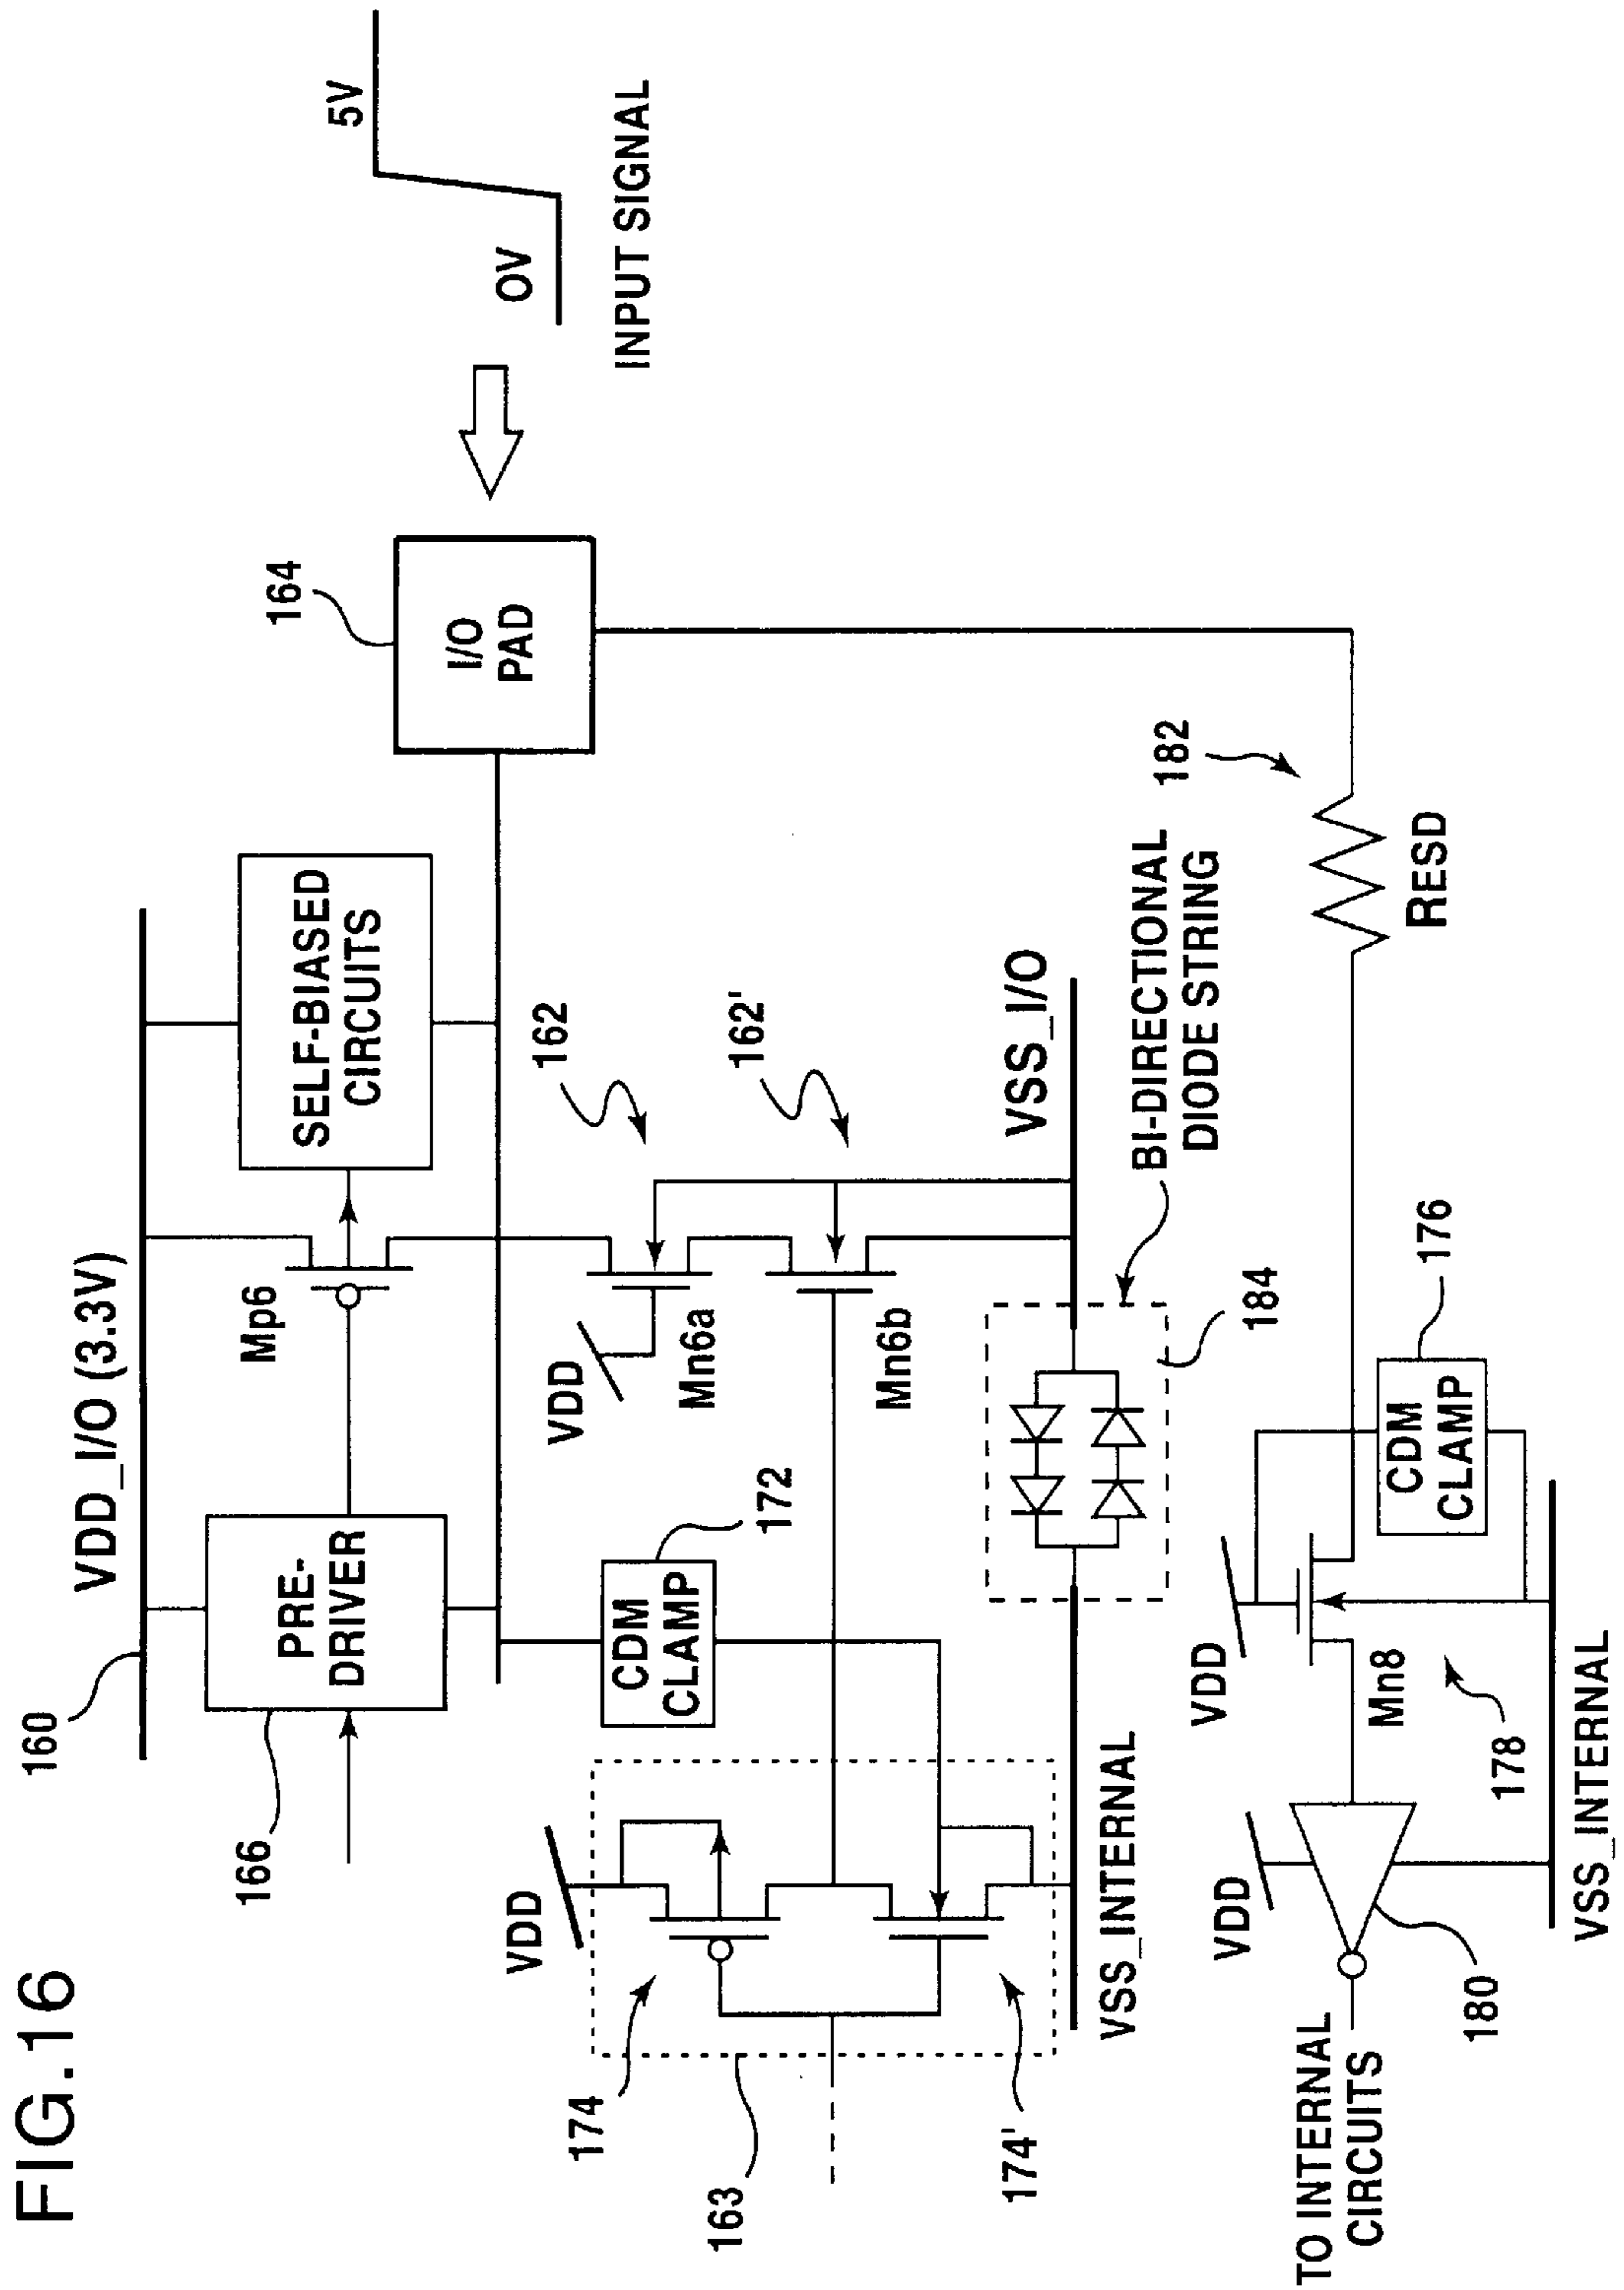 FIG.16
160
VDD_I/O (3.3V)
166
PRE-
DRIVER
Mp6
SELF-BIASED
CIRCUITS
164
I/O
PAD
5V
0V
INPUT SIGNAL
VDD
174
163
174'
CDM
CLAMP
172
VDD
Mn6a
Mn6b
162
162'
VSS_I/O
VSS_INTERNAL
184
BI-DIRECTIONAL
DIODE STRING
182
RESD
TO INTERNAL
CIRCUITS
VDD
180
VDD
Mn8
178
CDM
CLAMP
176
VSS_INTERNAL